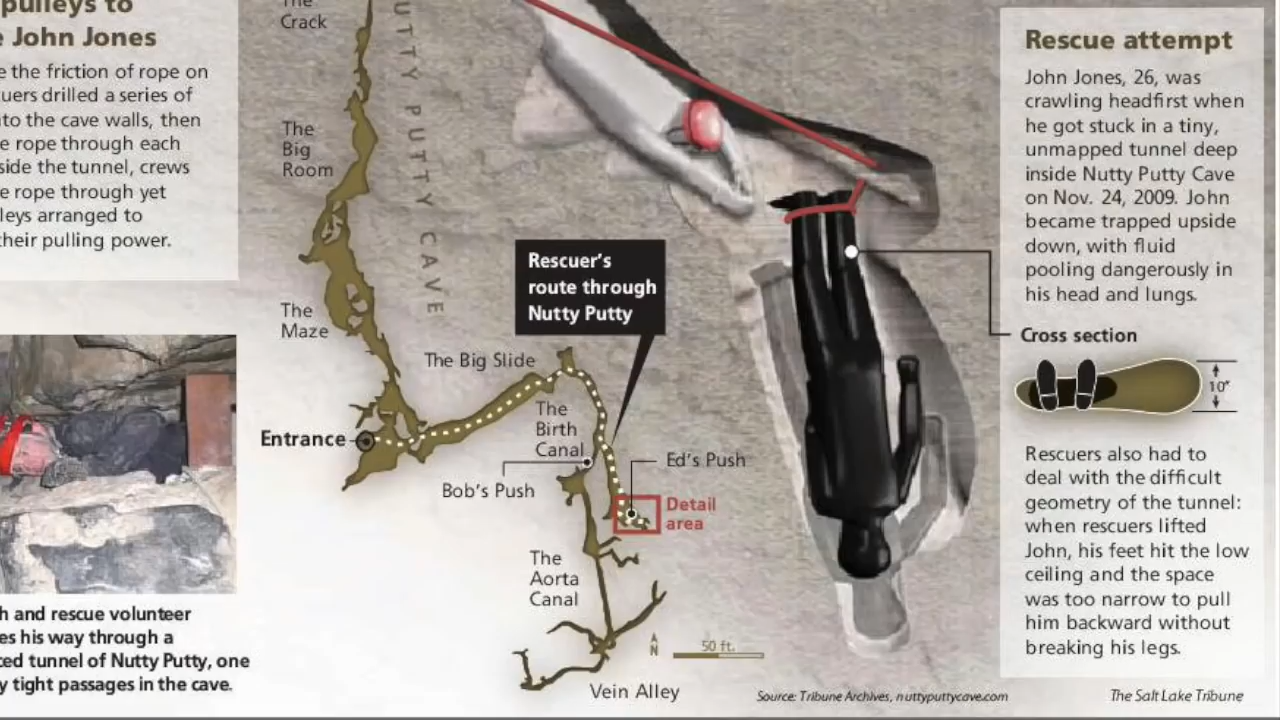 pulleys to
e John Jones
e the friction of rope on
uers drilled a series of
nto the cave walls, then
e rope through each
side the tunnel, crews
e rope through yet
leys arranged to
their pulling power.
h and rescue volunteer
es his way through a
ced tunnel of Nutty Putty, one
y tight passages in the cave.
The
Crack
UTTY PUTTY CAVE
The
Big
Room
The
Maze
The Big Slide
Entrance
The
Birth
Canal
Bob's Push
Ed's Push
Detail
area
The
Aorta
Canal
Vein Alley
N
50 ft.
Rescuer's
route through
Nutty Putty
Rescue attempt
John Jones, 26, was
crawling headfirst when
he got stuck in a tiny,
unmapped tunnel deep
inside Nutty Putty Cave
on Nov. 24, 2009. John
became trapped upside
down, with fluid
pooling dangerously in
his head and lungs.
Cross section
10"
Rescuers also had to
deal with the difficult
geometry of the tunnel:
when rescuers lifted
John, his feet hit the low
ceiling and the space
was too narrow to pull
him backward without
breaking his legs.
Source: Tribune Archives, nuttyputtycave.com
The Salt Lake Tribune